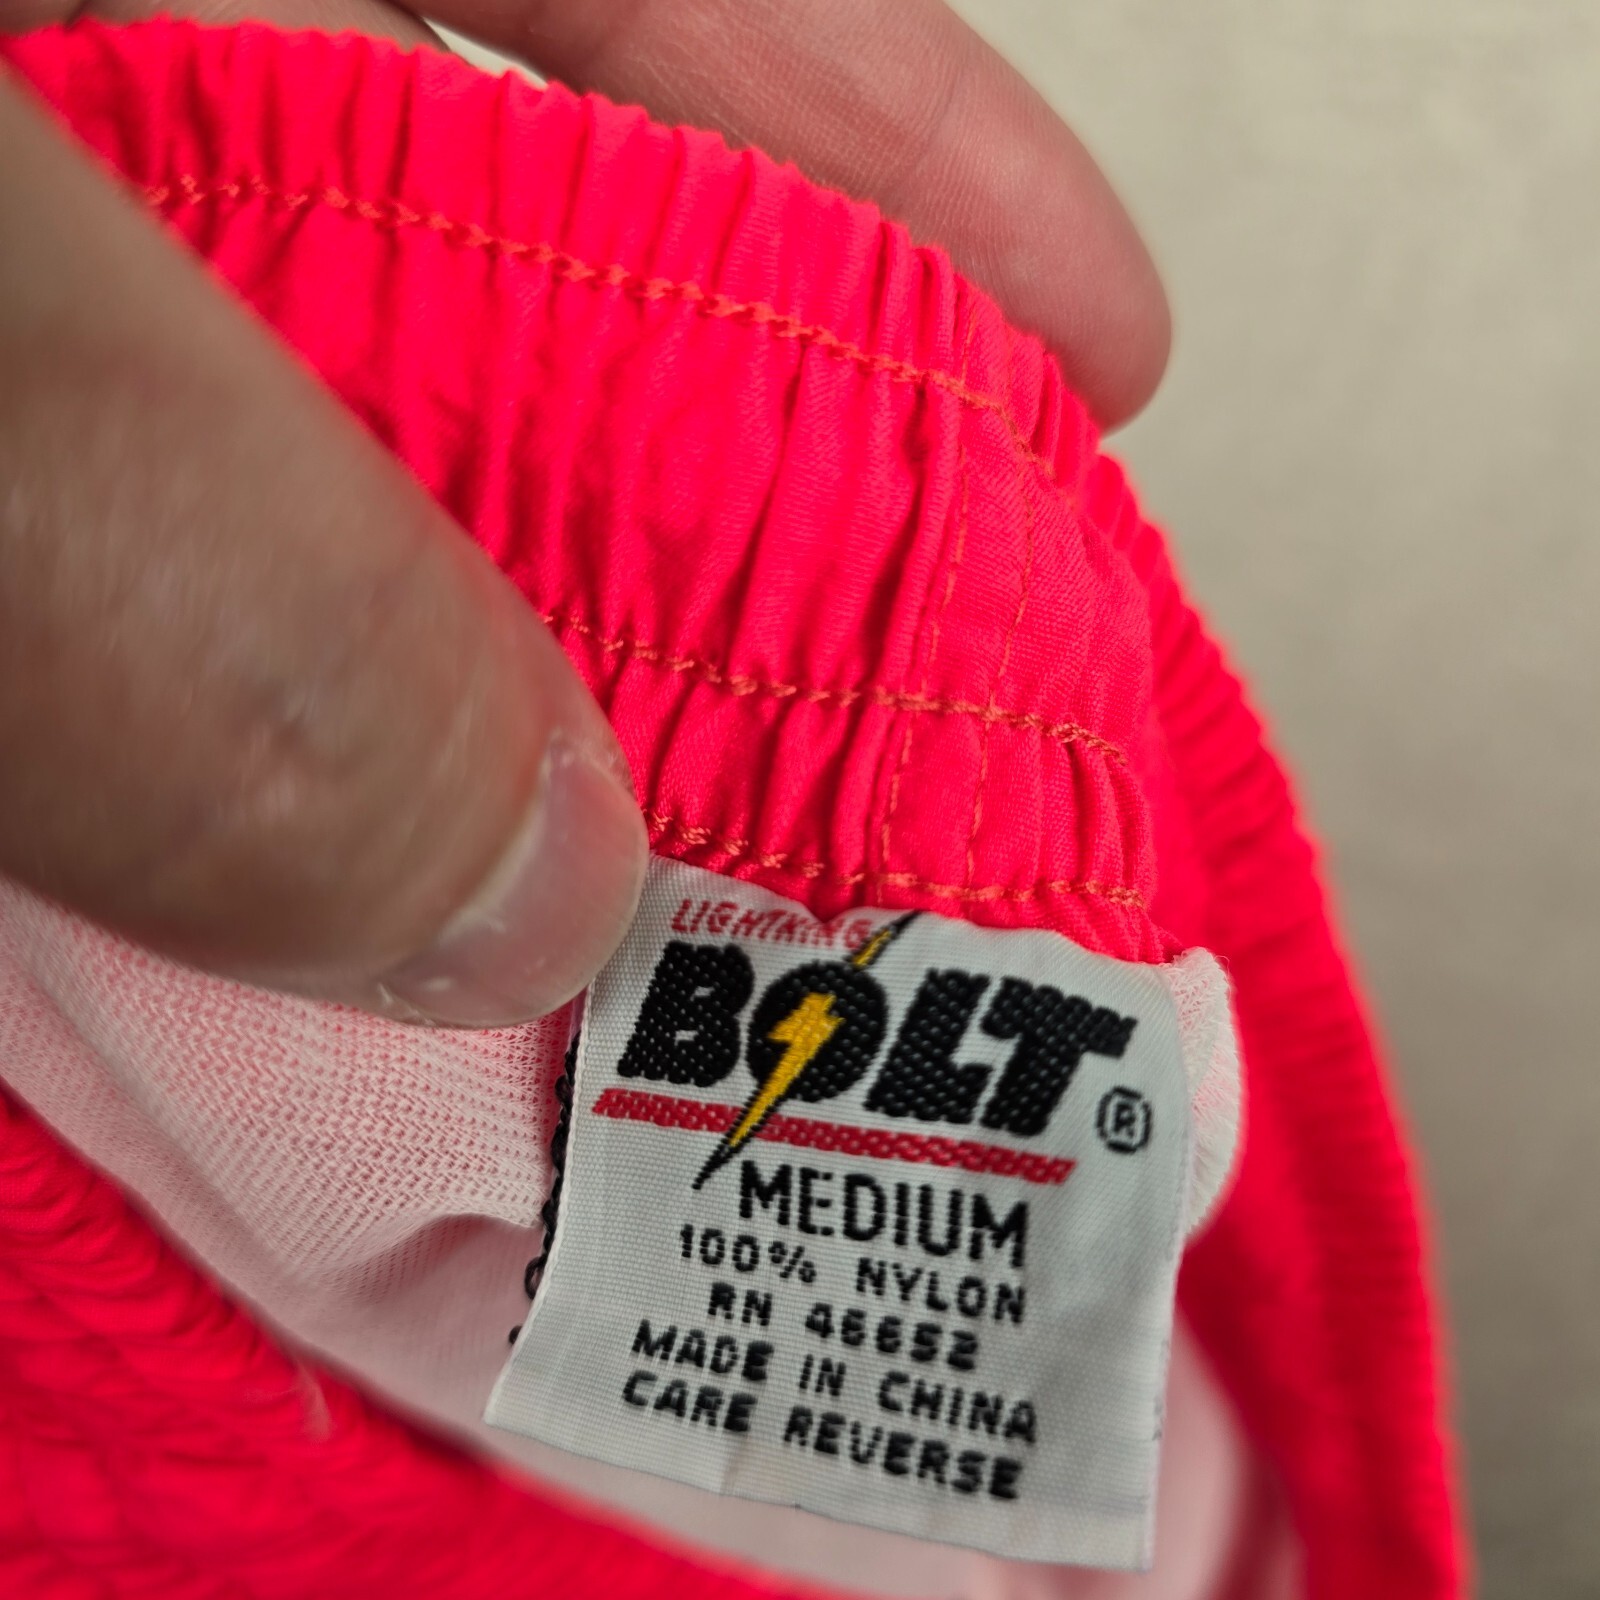 LIGHTNING
BOLT ®
MEDIUM
100% NYLON
RN 46652
MADE IN CHINA
CARE REVERSE